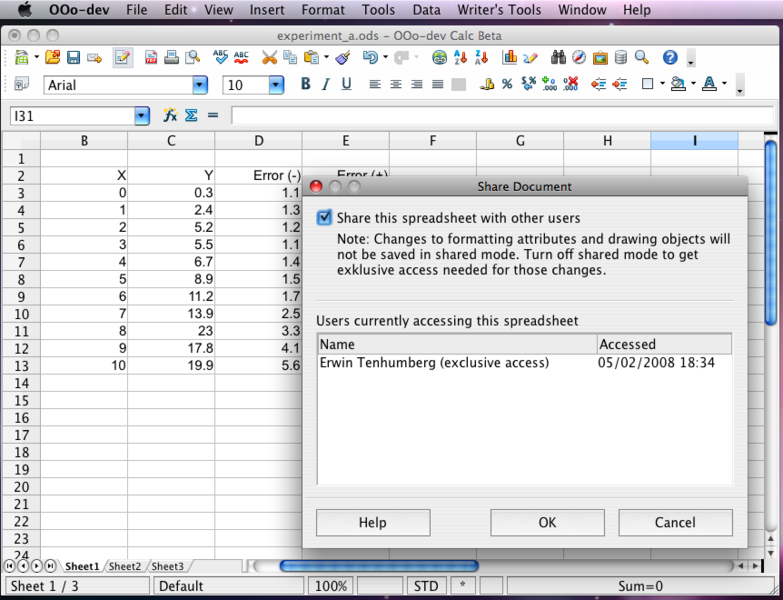 OOo-dev File Edit View Insert Format Tools Data Writer's Tools Window Help
experiment_a.ods - OOo-dev Calc Beta
Arial 10 B I U
I31
B C D E F G H I
1
2 X Y Error (-) Error (+)
3 0 0.3 1.1
4 1 2.4 1.3
5 2 5.2 1.2
6 3 5.5 1.1
7 4 6.7 1.4
8 5 8.9 1.5
9 6 11.2 1.7
10 7 13.9 2.5
11 8 23 3.3
12 9 17.8 4.1
13 10 19.9 5.6
14
15
16
17
18
19
20
21
22
23
24
Share Document
Share this spreadsheet with other users
Note: Changes to formatting attributes and drawing objects will
not be saved in shared mode. Turn off shared mode to get
exklusive access needed for those changes.
Users currently accessing this spreadsheet
Name Accessed
Erwin Tenhumberg (exclusive access) 05/02/2008 18:34
Help OK Cancel
Sheet1 Sheet2 Sheet3
Sheet 1 / 3 Default 100% STD * Sum=0